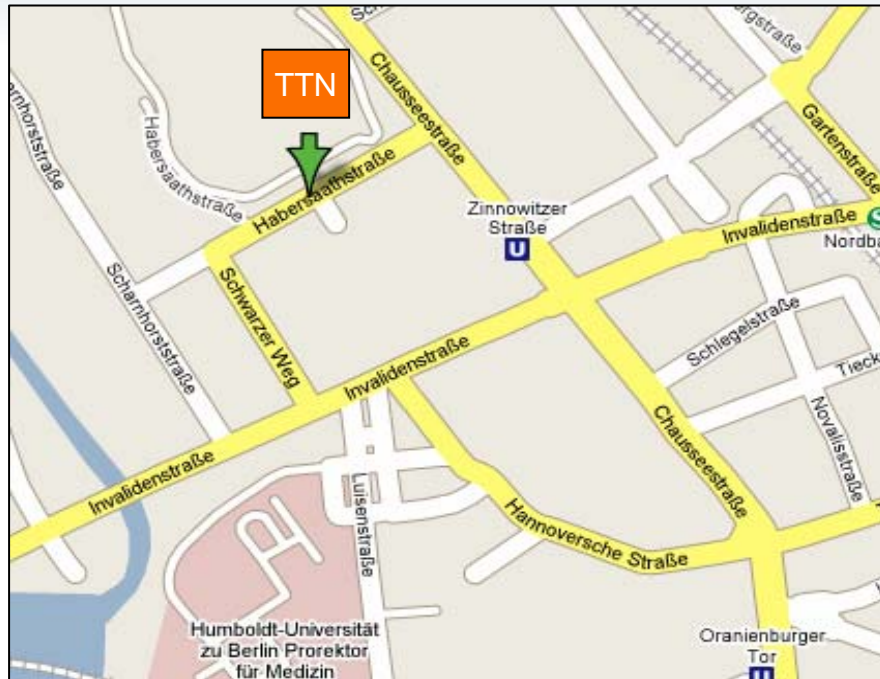 TTN
Chausseestraße
Habersaathstraße
Habersaathstraße
Scharnhorststraße
Schwarzer Weg
Zinnowitzer
Straße
U
Gartenstraße
Invalidenstraße
S
Nordba
Schlegelstraße
Tieck
Novalisstraße
Invalidenstraße
Chausseestraße
Invalidenstraße
Luisenstraße
Hannoversche Straße
Humboldt-Universität
zu Berlin Prorektor
für Medizin
Oranienburger
Tor
U